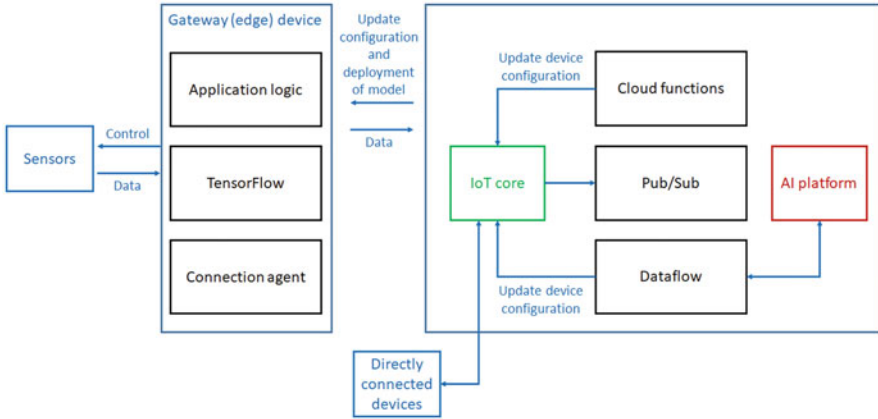 Gateway (edge) device
Application logic
TensorFlow
Connection agent
Sensors
Control
Data
Update
configuration
and
deployment
of model
Data
Update device
configuration
Cloud functions
IoT core
Pub/Sub
AI platform
Update device
configuration
Dataflow
Directly
connected
devices